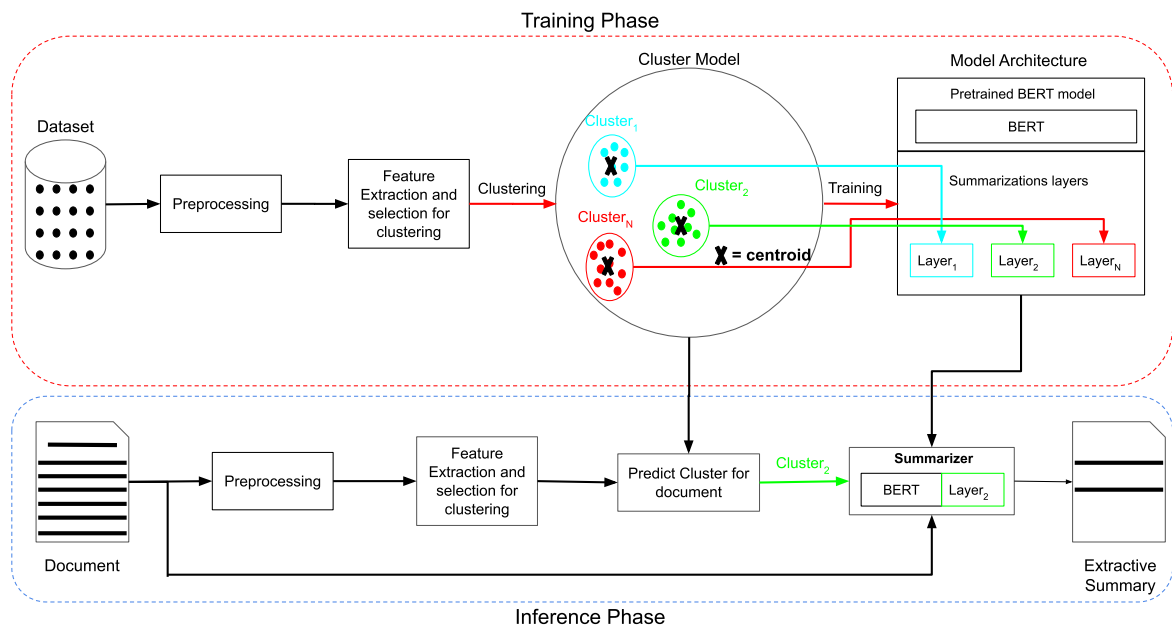 Training Phase
Dataset
Preprocessing
Feature
Extraction and
selection for
clustering
Clustering
Cluster Model
Cluster₁
Cluster₂
Cluster_N
X = centroid
Training
Model Architecture
Pretrained BERT model
BERT
Summarizations layers
Layer₁
Layer₂
Layer_N
Document
Preprocessing
Feature
Extraction and
selection for
clustering
Predict Cluster for
document
Cluster₂
Summarizer
BERT
Layer₂
Extractive
Summary
Inference Phase